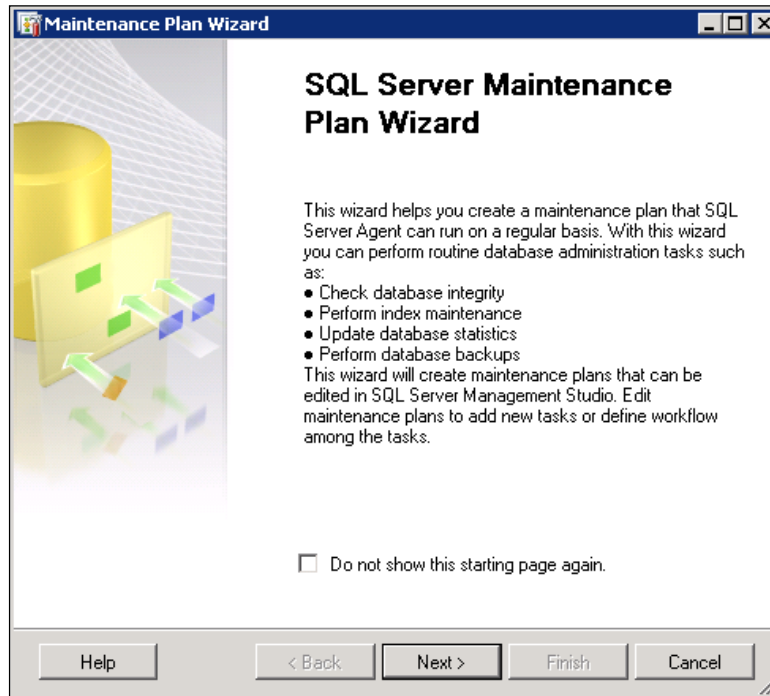 Maintenance Plan Wizard
SQL Server Maintenance
Plan Wizard
This wizard helps you create a maintenance plan that SQL
Server Agent can run on a regular basis. With this wizard
you can perform routine database administration tasks such
as:
● Check database integrity
● Perform index maintenance
● Update database statistics
● Perform database backups
This wizard will create maintenance plans that can be
edited in SQL Server Management Studio. Edit
maintenance plans to add new tasks or define workflow
among the tasks.
Do not show this starting page again.
Help
< Back
Next >
Finish
Cancel